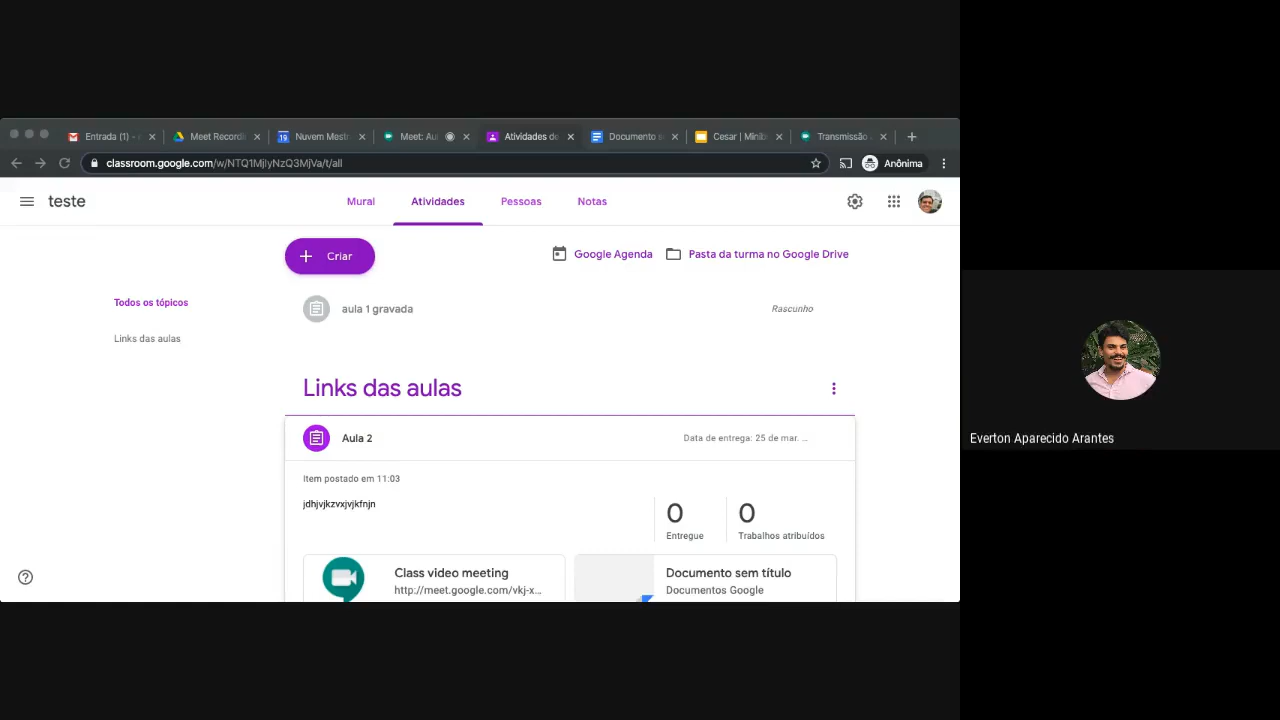 Entrada (1) -
Meet Recordi
Nuvem Mestr
Meet: Au
Atividades de
Documento s
Cesar | Minib
Transmissão
classroom.google.com/w/NTQ1MjIyNzQ3MjVa/t/all
Anônima
teste
Mural
Atividades
Pessoas
Notas
Criar
Google Agenda
Pasta da turma no Google Drive
Todos os tópicos
Links das aulas
aula 1 gravada
Rascunho
Links das aulas
Aula 2
Data de entrega: 25 de mar. ...
Item postado em 11:03
jdhjvjkzvxjvjkfnjn
0
Entregue
0
Trabalhos atribuídos
Class video meeting
http://meet.google.com/vkj-x...
Documento sem título
Documentos Google
Everton Aparecido Arantes